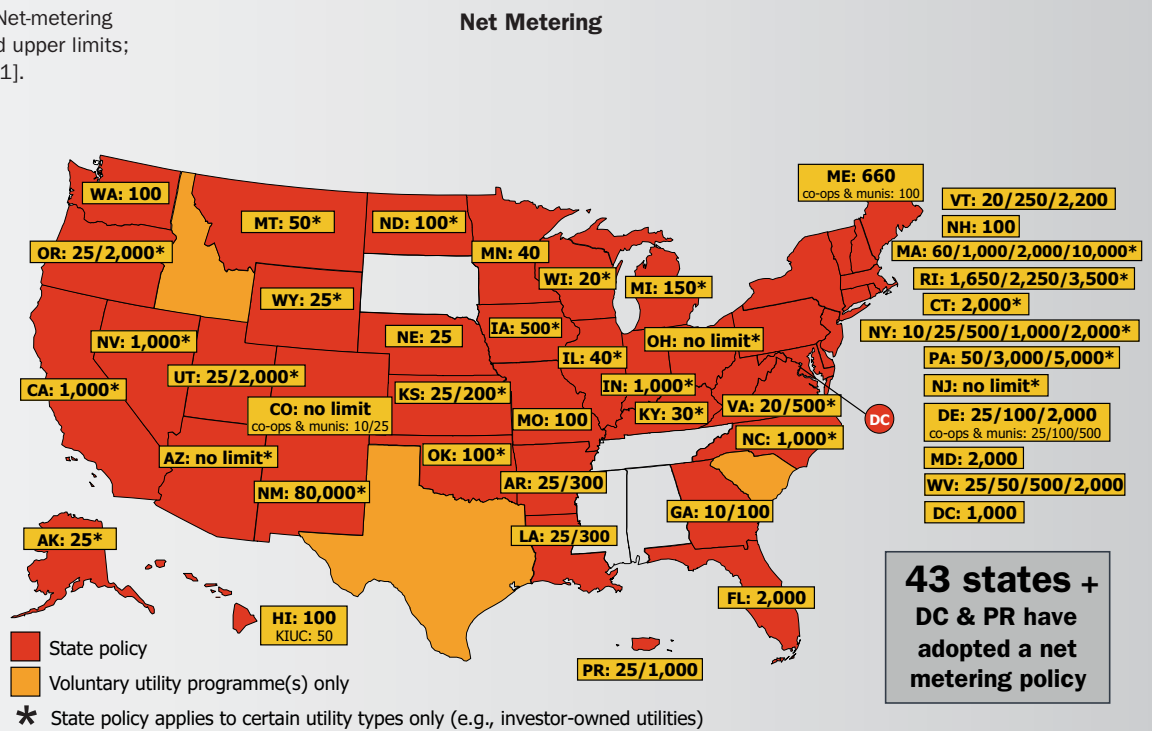 Net-metering
d upper limits;
1].
Net Metering
WA: 100
OR: 25/2,000*
MT: 50*
ND: 100*
MN: 40
WI: 20*
MI: 150*
WY: 25*
NE: 25
IA: 500*
NV: 1,000*
UT: 25/2,000*
CA: 1,000*
CO: no limit
co-ops & munis: 10/25
KS: 25/200*
IL: 40*
IN: 1,000*
OH: no limit*
MO: 100
KY: 30*
VA: 20/500*
NC: 1,000*
AZ: no limit*
NM: 80,000*
OK: 100*
AR: 25/300
LA: 25/300
GA: 10/100
FL: 2,000
AK: 25*
HI: 100
KIUC: 50
PR: 25/1,000
DC
ME: 660
co-ops & munis: 100
VT: 20/250/2,200
NH: 100
MA: 60/1,000/2,000/10,000*
RI: 1,650/2,250/3,500*
CT: 2,000*
NY: 10/25/500/1,000/2,000*
PA: 50/3,000/5,000*
NJ: no limit*
DE: 25/100/2,000
co-ops & munis: 25/100/500
MD: 2,000
WV: 25/50/500/2,000
DC: 1,000
43 states +
DC & PR have
adopted a net
metering policy
State policy
Voluntary utility programme(s) only
* State policy applies to certain utility types only (e.g., investor-owned utilities)